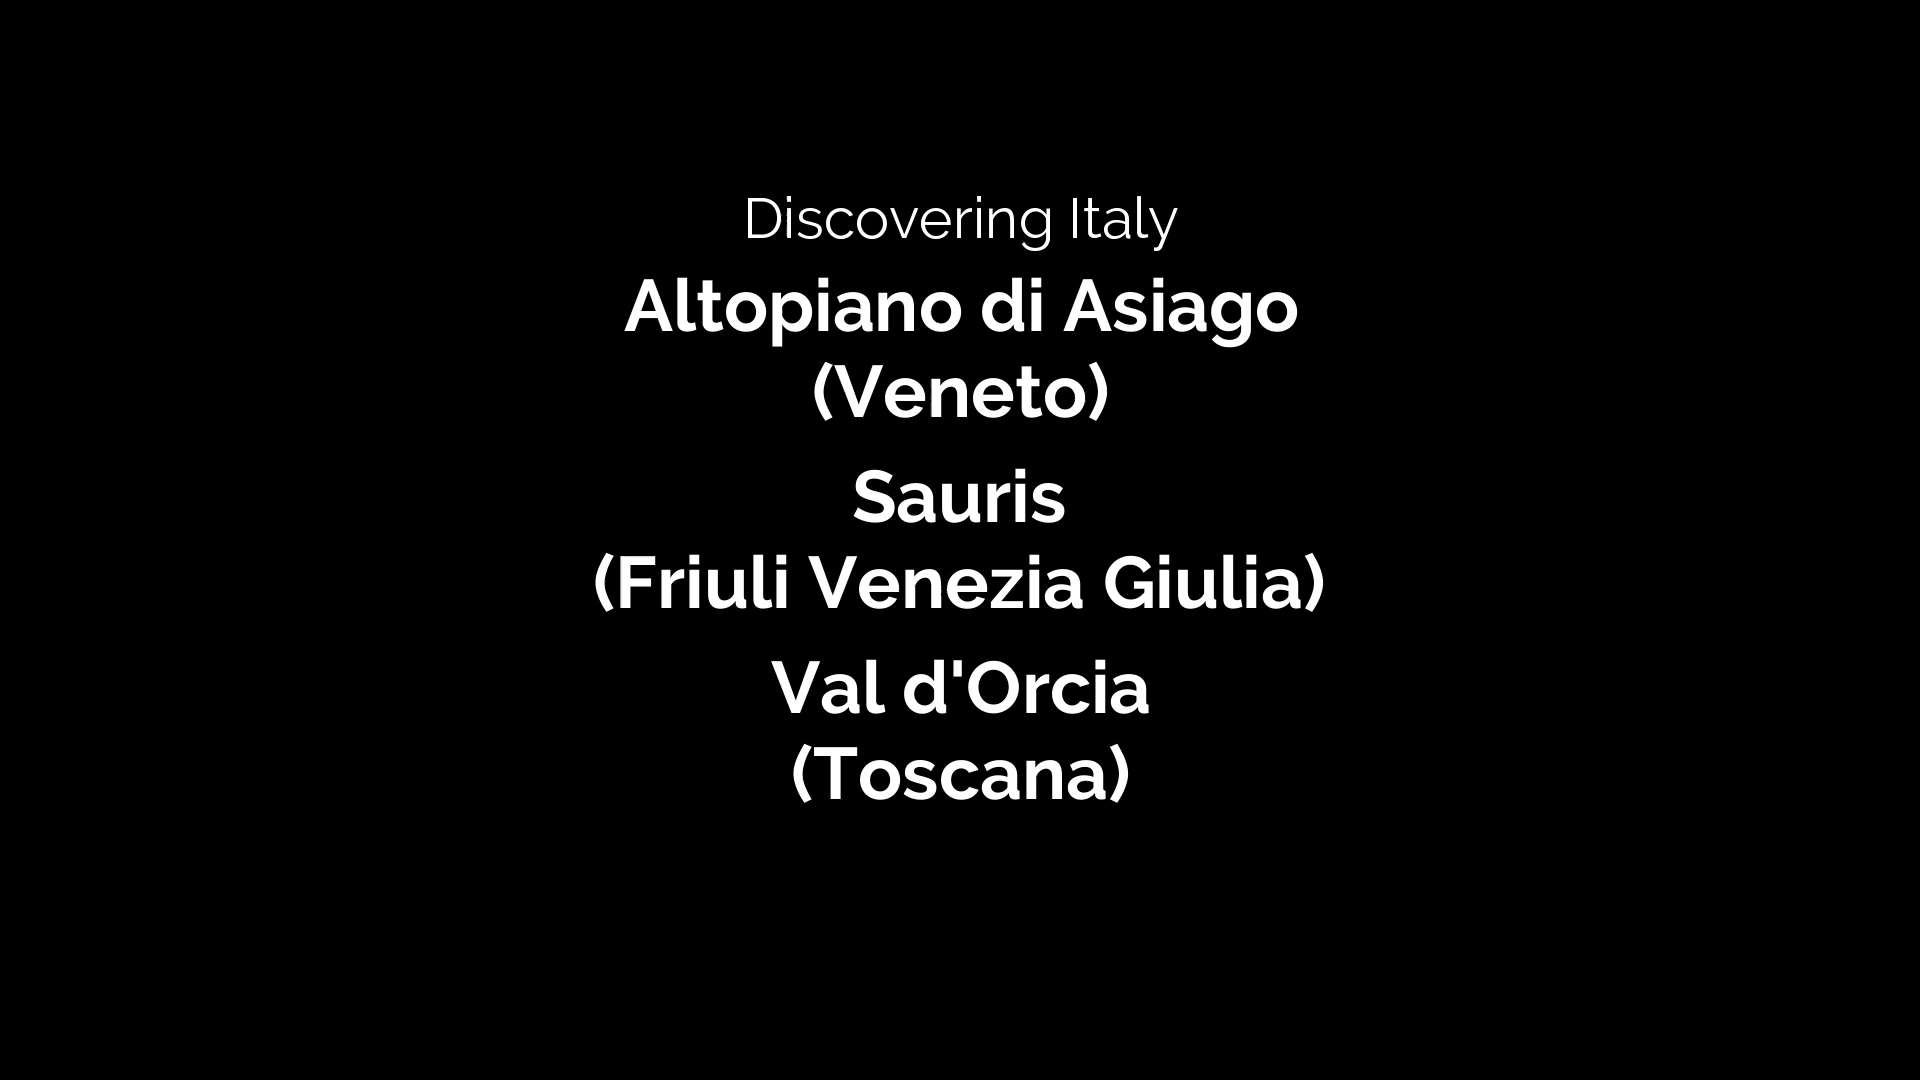 Discovering Italy
Altopiano di Asiago
(Veneto)
Sauris
(Friuli Venezia Giulia)
Val d'Orcia
(Toscana)